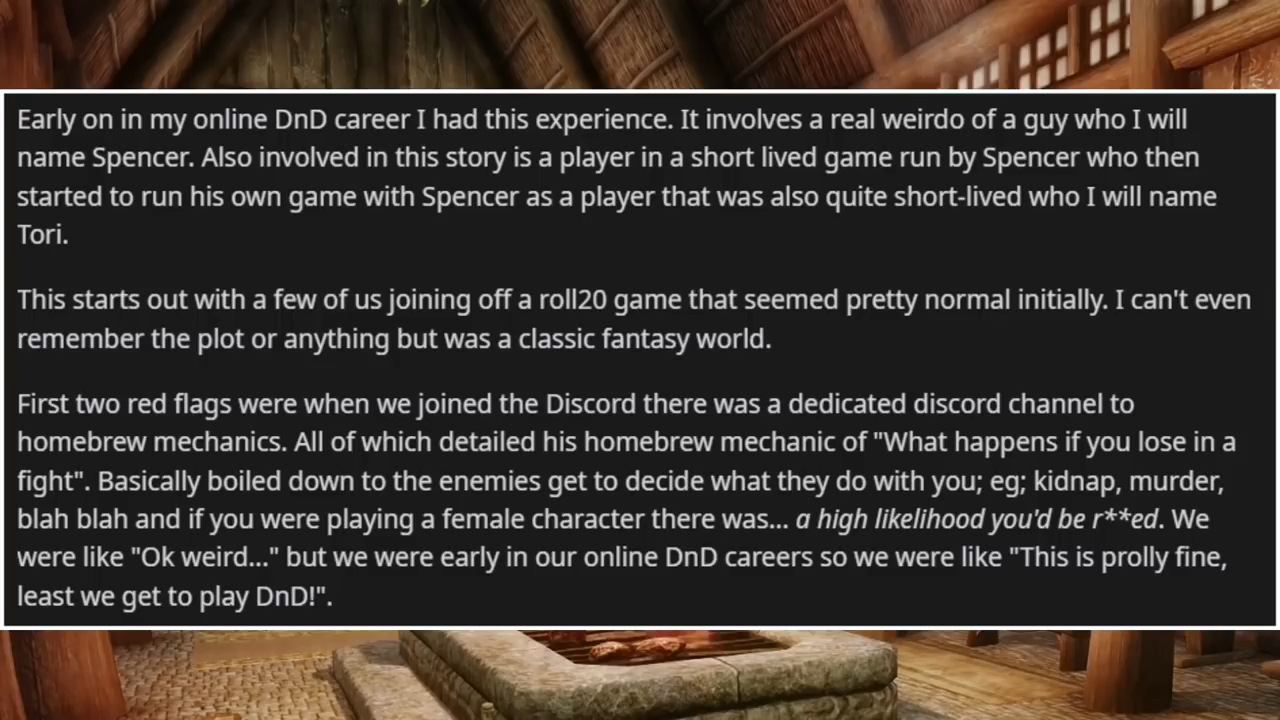 Early on in my online DnD career I had this experience. It involves a real weirdo of a guy who I will
name Spencer. Also involved in this story is a player in a short lived game run by Spencer who then
started to run his own game with Spencer as a player that was also quite short-lived who I will name
Tori.
This starts out with a few of us joining off a roll20 game that seemed pretty normal initially. I can't even
remember the plot or anything but was a classic fantasy world.
First two red flags were when we joined the Discord there was a dedicated discord channel to
homebrew mechanics. All of which detailed his homebrew mechanic of "What happens if you lose in a
fight". Basically boiled down to the enemies get to decide what they do with you; eg; kidnap, murder,
blah blah and if you were playing a female character there was... a high likelihood you'd be r**ed. We
were like "Ok weird..." but we were early in our online DnD careers so we were like "This is prolly fine,
least we get to play DnD!".